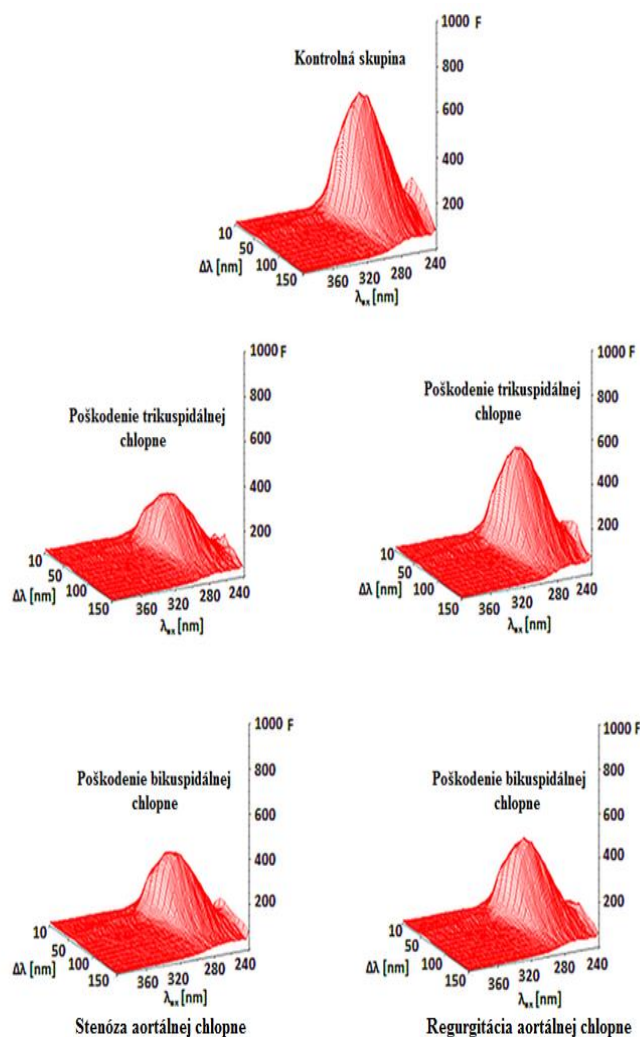 1000 F
800
Kontrolná skupina
600
400
200
10
50
100
150
Δλ [nm]
360
320
280
240
λex [nm]
1000 F
800
Poškodenie trikuspidálnej
chlopne
600
400
200
10
50
100
150
Δλ [nm]
360
320
280
240
λex [nm]
1000 F
800
Poškodenie trikuspidálnej
chlopne
600
400
200
10
50
100
150
Δλ [nm]
360
320
280
240
λex [nm]
1000 F
800
Poškodenie bikuspidálnej
chlopne
600
400
200
10
50
100
150
Δλ [nm]
360
320
280
240
λex [nm]
Stenóza aortálnej chlopne
1000 F
800
Poškodenie bikuspidálnej
chlopne
600
400
200
10
50
100
150
Δλ [nm]
360
320
280
240
λex [nm]
Regurgitácia aortálnej chlopne